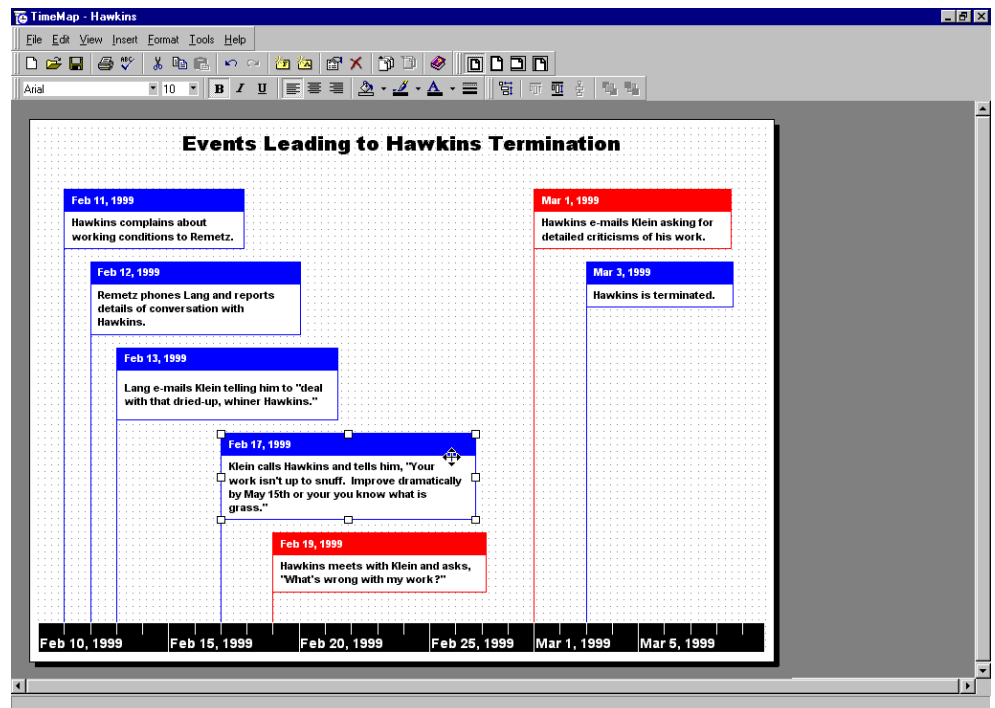 TimeMap - Hawkins
File Edit View Insert Format Tools Help
ABC
Arial 10 B I U A
Events Leading to Hawkins Termination
Feb 11, 1999
Hawkins complains about
working conditions to Remetz.
Feb 12, 1999
Remetz phones Lang and reports
details of conversation with
Hawkins.
Feb 13, 1999
Lang e-mails Klein telling him to "deal
with that dried-up, whiner Hawkins."
Feb 17, 1999
Klein calls Hawkins and tells him, "Your
work isn't up to snuff.  Improve dramatically
by May 15th or your you know what is
grass."
Feb 19, 1999
Hawkins meets with Klein and asks,
"What's wrong with my work?"
Mar 1, 1999
Hawkins e-mails Klein asking for
detailed criticisms of his work.
Mar 3, 1999
Hawkins is terminated.
Feb 10, 1999 Feb 15, 1999 Feb 20, 1999 Feb 25, 1999 Mar 1, 1999 Mar 5, 1999